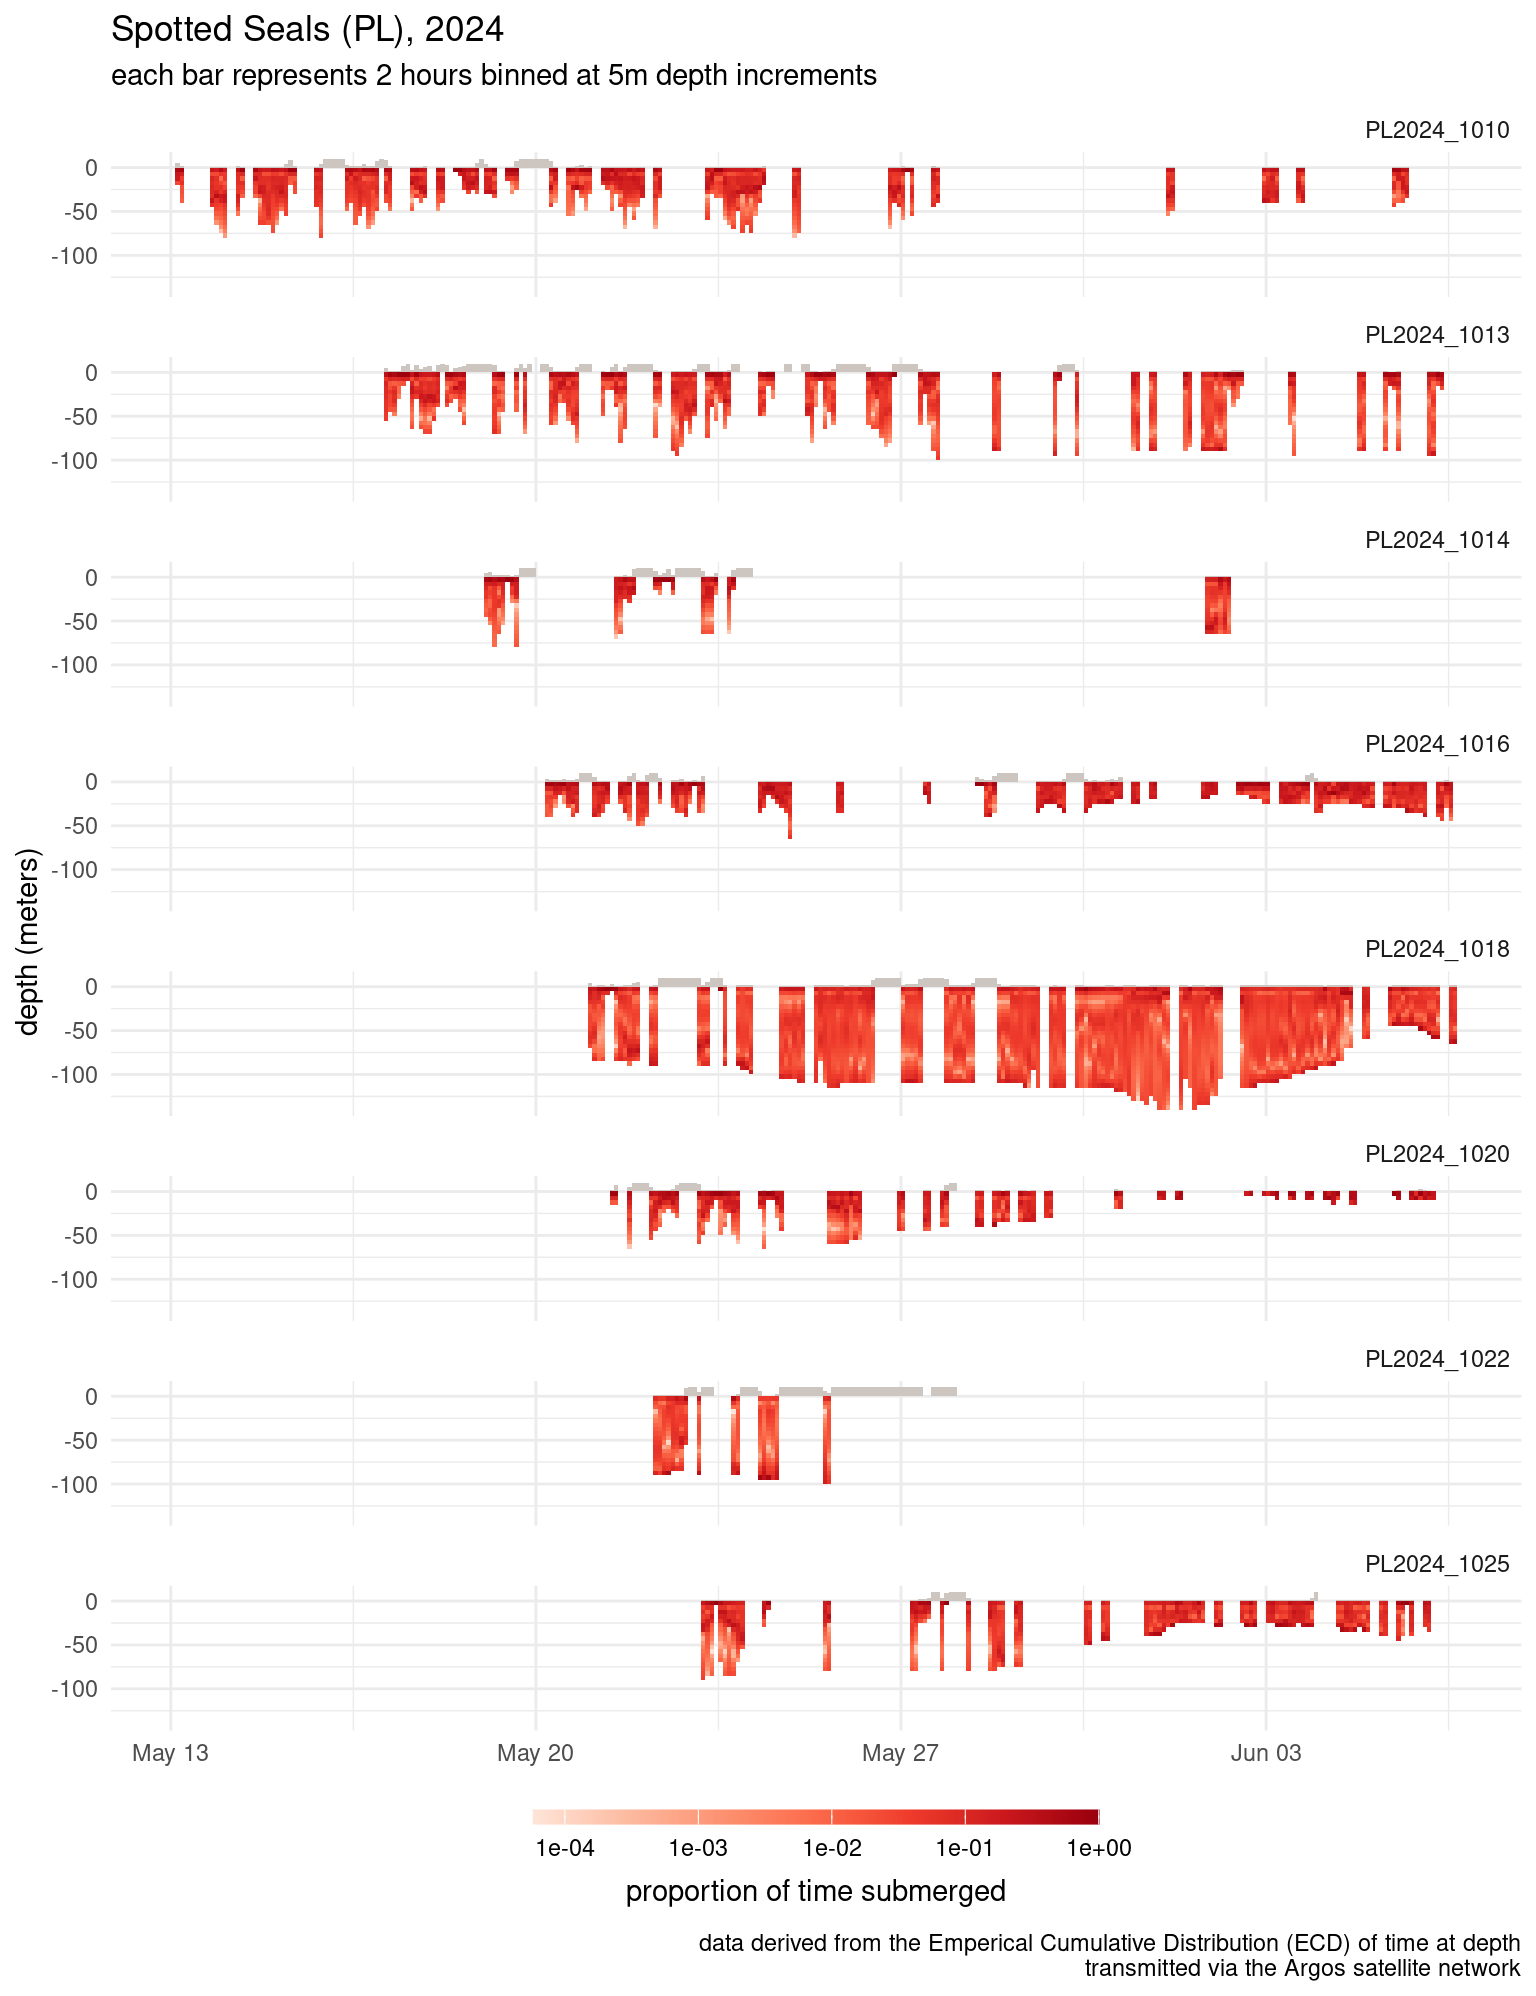 Spotted Seals (PL), 2024
each bar represents 2 hours binned at 5m depth increments
PL2024_1010
0
-50
-100
PL2024_1013
0
-50
-100
PL2024_1014
0
-50
-100
PL2024_1016
0
-50
-100
depth (meters)
PL2024_1018
0
-50
-100
PL2024_1020
0
-50
-100
PL2024_1022
0
-50
-100
PL2024_1025
0
-50
-100
May 13 May 20 May 27 Jun 03
1e-04 1e-03 1e-02 1e-01 1e+00
proportion of time submerged
data derived from the Emperical Cumulative Distribution (ECD) of time at depth
transmitted via the Argos satellite network